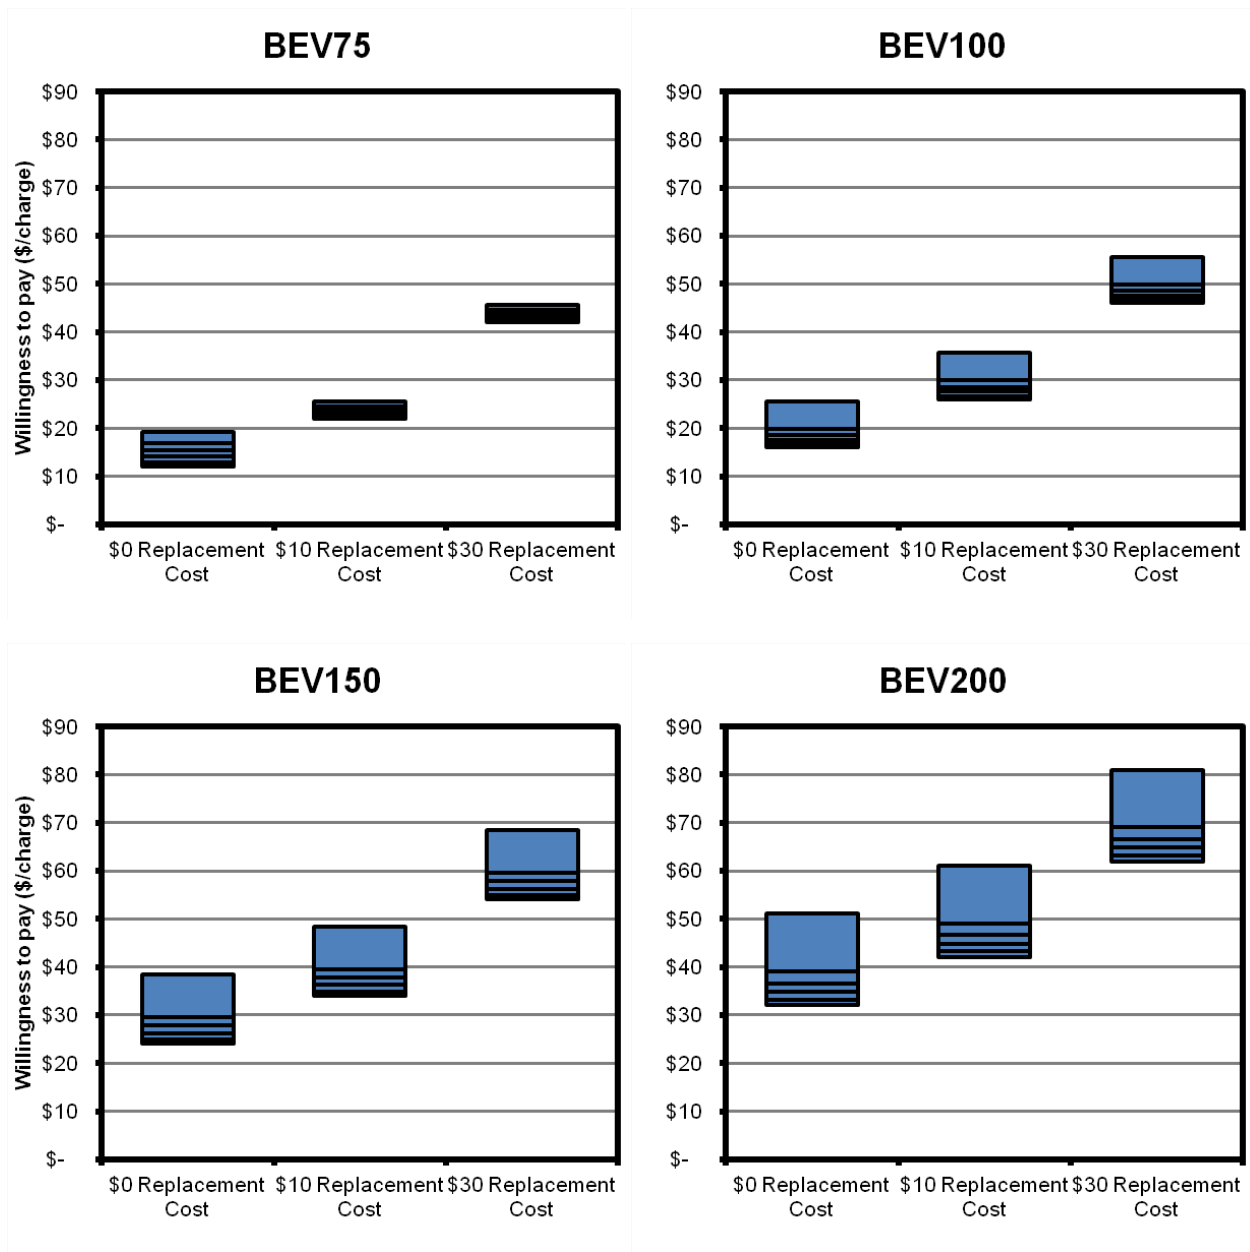 BEV75
Willingness to pay ($/charge)
$90
$80
$70
$60
$50
$40
$30
$20
$10
$-
$0 Replacement Cost
$10 Replacement Cost
$30 Replacement Cost
BEV100
$90
$80
$70
$60
$50
$40
$30
$20
$10
$-
$0 Replacement Cost
$10 Replacement Cost
$30 Replacement Cost
BEV150
Willingness to pay ($/charge)
$90
$80
$70
$60
$50
$40
$30
$20
$10
$-
$0 Replacement Cost
$10 Replacement Cost
$30 Replacement Cost
BEV200
$90
$80
$70
$60
$50
$40
$30
$20
$10
$-
$0 Replacement Cost
$10 Replacement Cost
$30 Replacement Cost